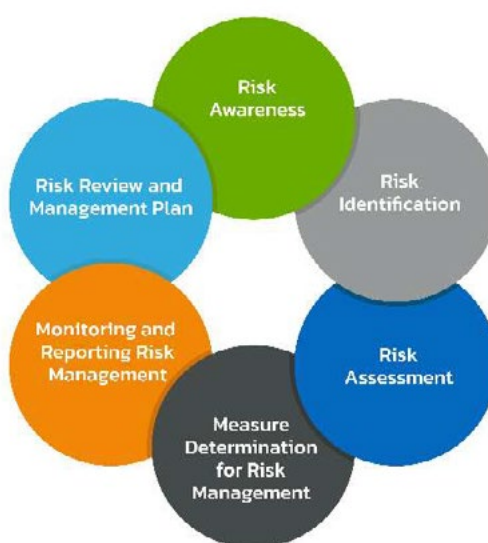 Risk
Awareness
Risk
Identification
Risk
Assessment
Measure
Determination
for Risk
Management
Monitoring and
Reporting Risk
Management
Risk Review and
Management Plan